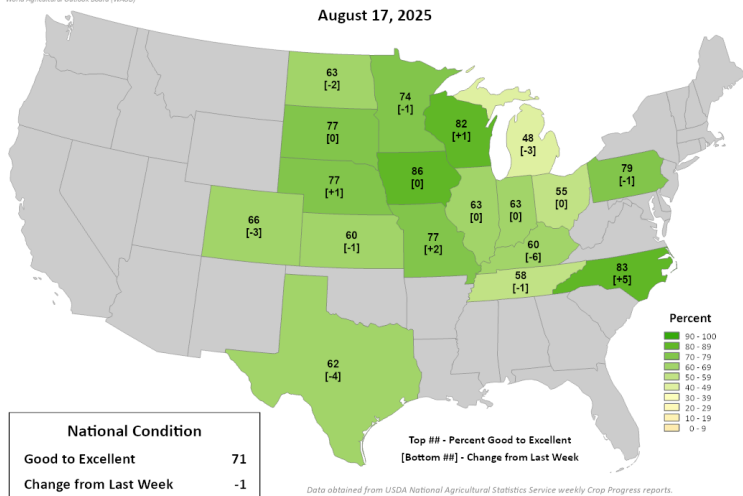 August 17, 2025
63
[-2]
74
[-1]
82
[+1]
48
[-3]
77
[0]
77
[+1]
86
[0]
79
[-1]
66
[-3]
60
[-1]
77
[+2]
63
[0]
63
[0]
55
[0]
60
[-6]
58
[-1]
83
[+5]
62
[-4]
Percent
90 - 100
80 - 89
70 - 79
60 - 69
50 - 59
40 - 49
30 - 39
20 - 29
10 - 19
0 - 9
National Condition
Good to Excellent 71
Change from Last Week -1
Top ## - Percent Good to Excellent
[Bottom ##] - Change from Last Week
Data obtained from USDA National Agricultural Statistics Service weekly Crop Progress reports.